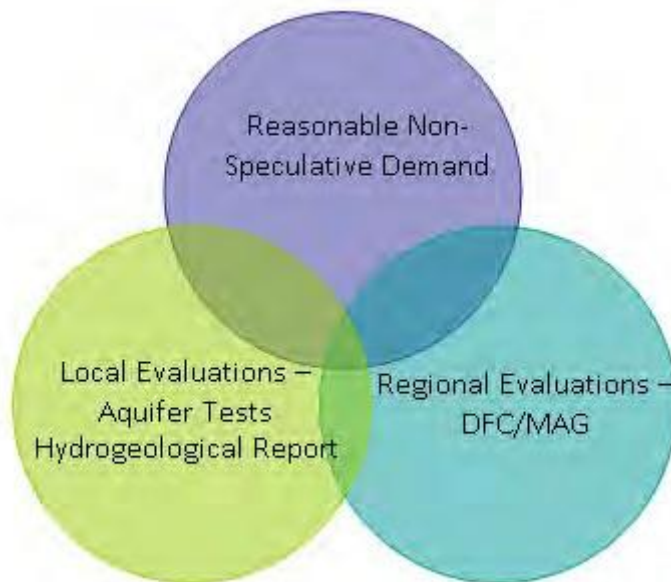 Reasonable Non-
Speculative Demand
Local Evaluations –
Aquifer Tests
Hydrogeological Report
Regional Evaluations –
DFC/MAG